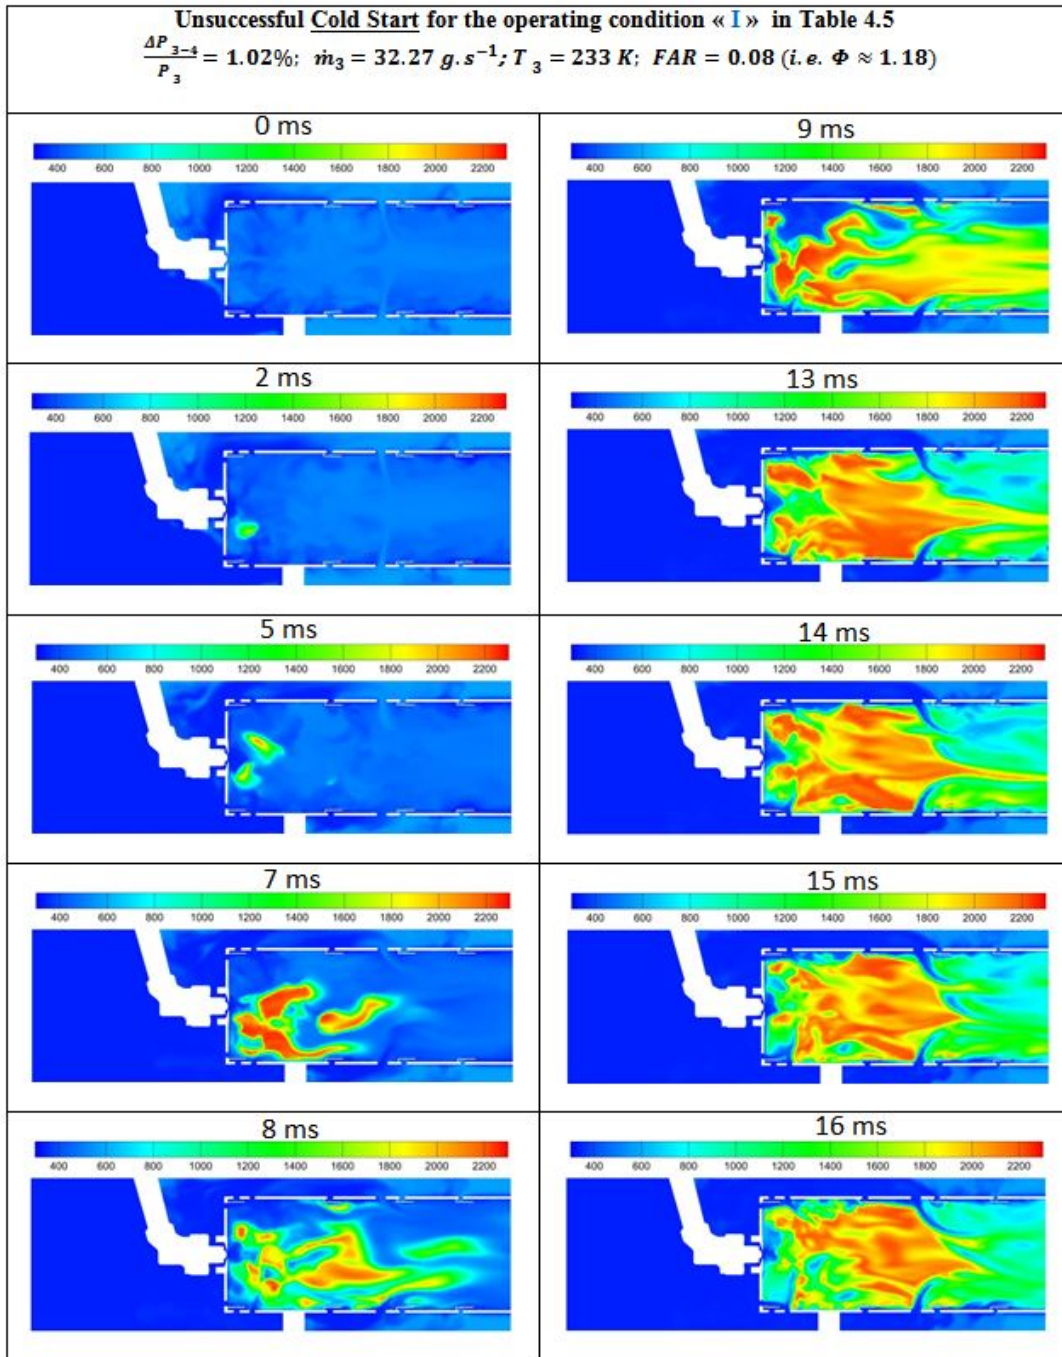 Unsuccessful Cold Start for the operating condition « I » in Table 4.5
ΔP 3−4 / P 3 = 1.02%; ṁ₃ = 32.27 g.s⁻¹; T 3 = 233 K; FAR = 0.08 (i.e. Φ ≈ 1.18)
0 ms
400 600 800 1000 1200 1400 1600 1800 2000 2200
2 ms
400 600 800 1000 1200 1400 1600 1800 2000 2200
5 ms
400 600 800 1000 1200 1400 1600 1800 2000 2200
7 ms
400 600 800 1000 1200 1400 1600 1800 2000 2200
8 ms
400 600 800 1000 1200 1400 1600 1800 2000 2200
9 ms
400 600 800 1000 1200 1400 1600 1800 2000 2200
13 ms
400 600 800 1000 1200 1400 1600 1800 2000 2200
14 ms
400 600 800 1000 1200 1400 1600 1800 2000 2200
15 ms
400 600 800 1000 1200 1400 1600 1800 2000 2200
16 ms
400 600 800 1000 1200 1400 1600 1800 2000 2200